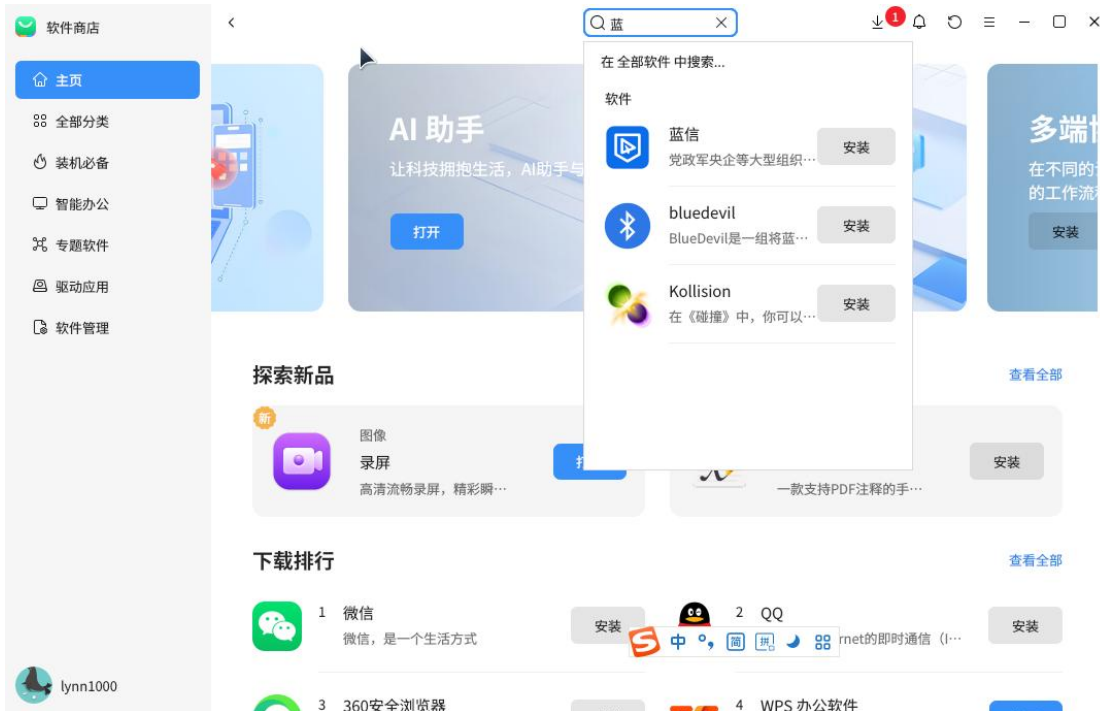 软件商店
主页
全部分类
装机必备
智能办公
专题软件
驱动应用
软件管理
lynn1000
蓝
1
在 全部软件 中搜索...
软件
蓝信
党政军央企等大型组织…
安装
bluedevil
BlueDevil是一组将蓝…
安装
Kollision
在《碰撞》中，你可以…
安装
AI 助手
让科技拥抱生活，AI助手与
打开
多端
在不同的
的工作流
安装
探索新品
查看全部
新
图像
录屏
高清流畅录屏，精彩瞬…
一款支持PDF注释的手…
安装
下载排行
查看全部
1 微信
微信，是一个生活方式
安装
2 QQ
rnet的即时通信（I…
安装
中
简
拼
3 360安全浏览器
4 WPS 办公软件